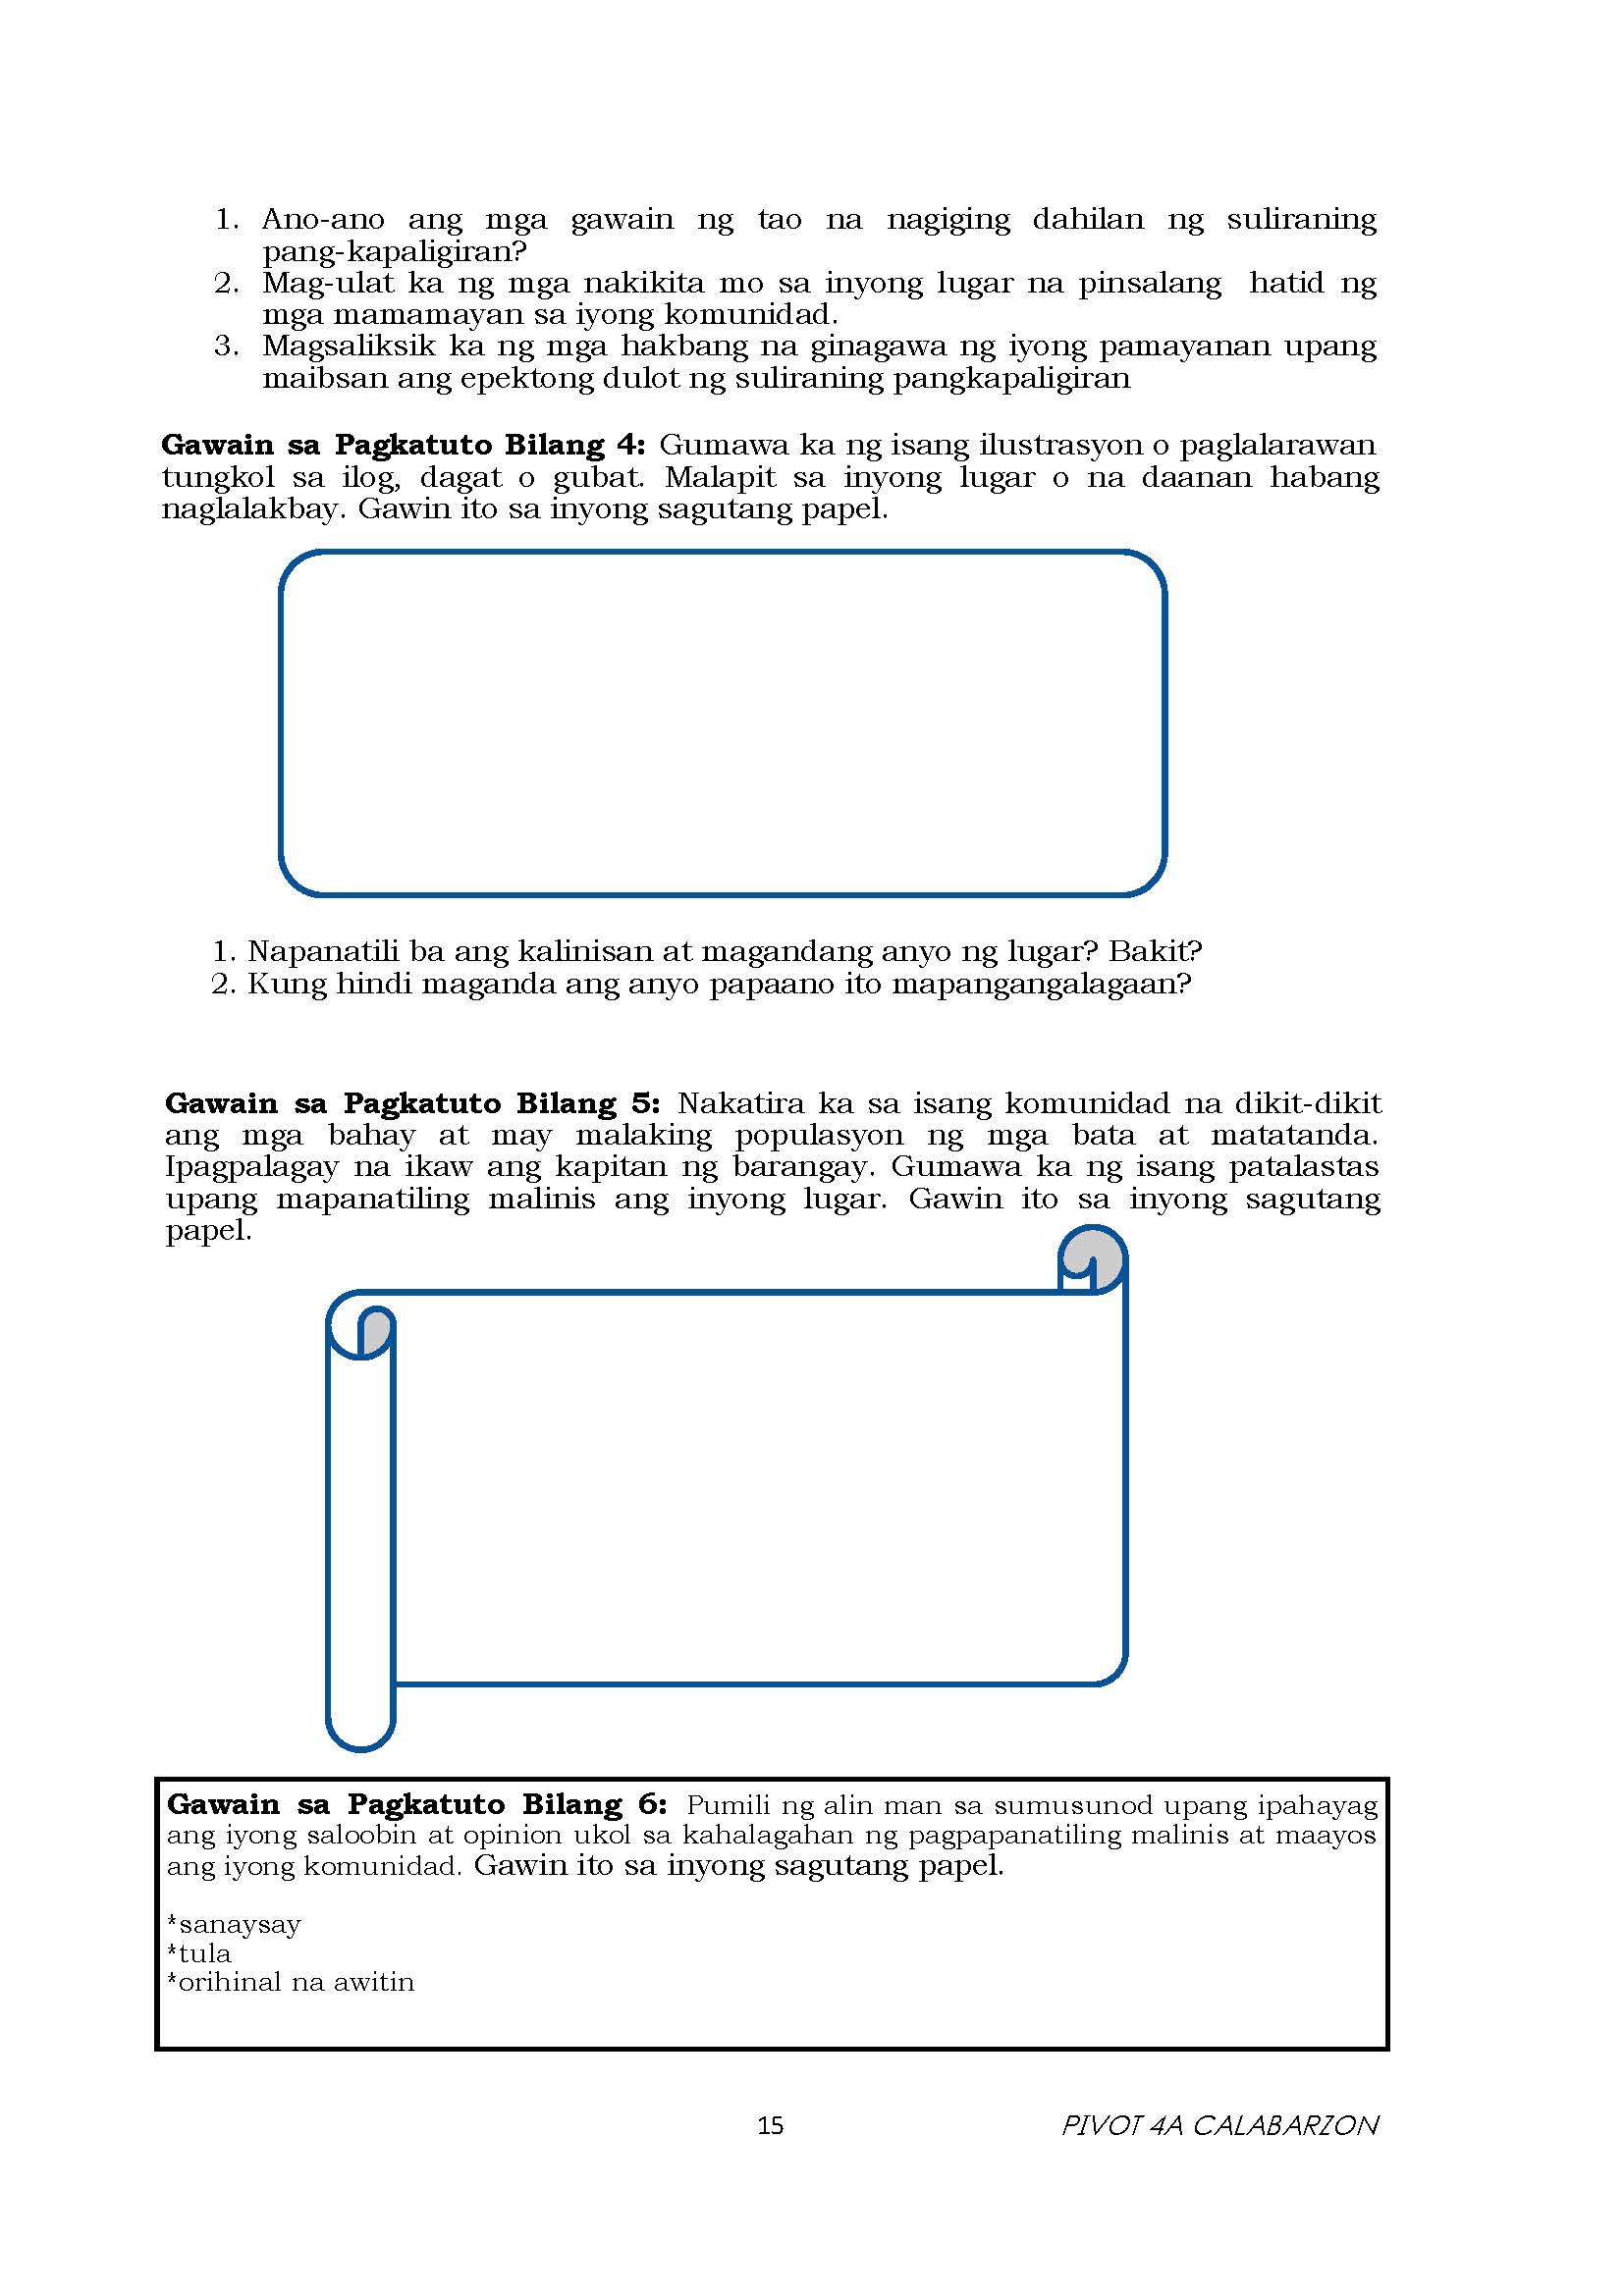 1. Ano-ano ang mga gawain ng tao na nagiging dahilan ng suliraning
pang-kapaligiran?
2. Mag-ulat ka ng mga nakikita mo sa inyong lugar na pinsalang hatid ng
mga mamamayan sa iyong komunidad.
3. Magsaliksik ka ng mga hakbang na ginagawa ng iyong pamayanan upang
maibsan ang epektong dulot ng suliraning pangkapaligiran
Gawain sa Pagkatuto Bilang 4: Gumawa ka ng isang ilustrasyon o paglalarawan
tungkol sa ilog, dagat o gubat. Malapit sa inyong lugar o na daanan habang
naglalakbay. Gawin ito sa inyong sagutang papel.
1. Napanatili ba ang kalinisan at magandang anyo ng lugar? Bakit?
2. Kung hindi maganda ang anyo papaano ito mapangangalagaan?
Gawain sa Pagkatuto Bilang 5: Nakatira ka sa isang komunidad na dikit-dikit
ang mga bahay at may malaking populasyon ng mga bata at matatanda.
Ipagpalagay na ikaw ang kapitan ng barangay. Gumawa ka ng isang patalastas
upang mapanatiling malinis ang inyong lugar. Gawin ito sa inyong sagutang
papel.
Gawain sa Pagkatuto Bilang 6: Pumili ng alin man sa sumusunod upang ipahayag
ang iyong saloobin at opinion ukol sa kahalagahan ng pagpapanatiling malinis at maayos
ang iyong komunidad. Gawin ito sa inyong sagutang papel.
*sanaysay
*tula
*orihinal na awitin
15
PIVOT 4A CALABARZON